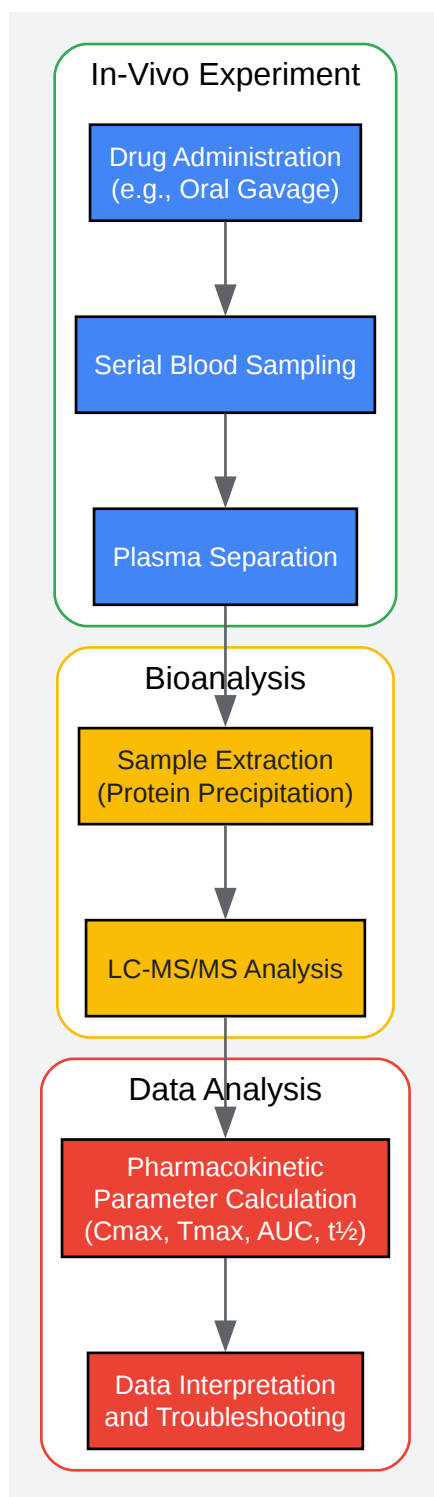 In-Vivo Experiment
Drug Administration
(e.g., Oral Gavage)
Serial Blood Sampling
Plasma Separation
Bioanalysis
Sample Extraction
(Protein Precipitation)
LC-MS/MS Analysis
Data Analysis
Pharmacokinetic
Parameter Calculation
(Cmax, Tmax, AUC, t½)
Data Interpretation
and Troubleshooting